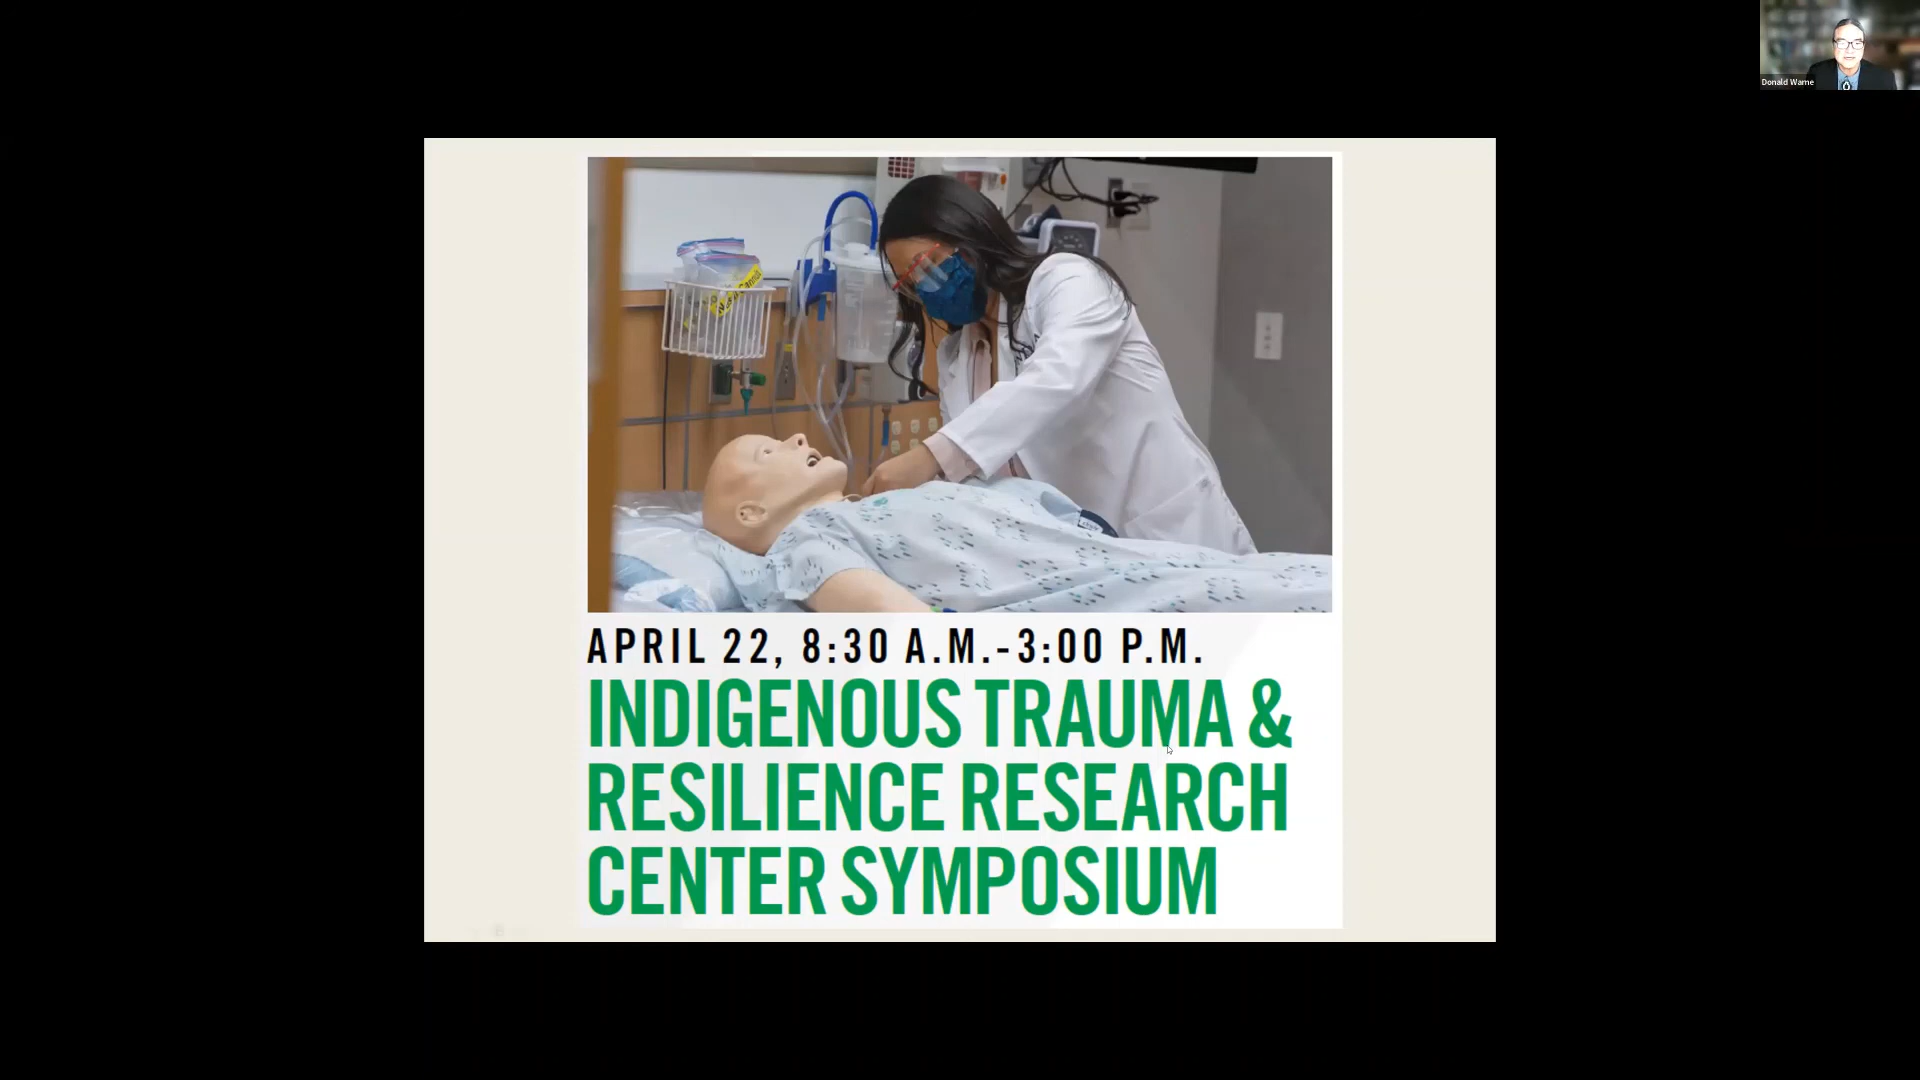 Donald Warne
APRIL 22, 8:30 A.M.-3:00 P.M.
INDIGENOUS TRAUMA &
RESILIENCE RESEARCH
CENTER SYMPOSIUM